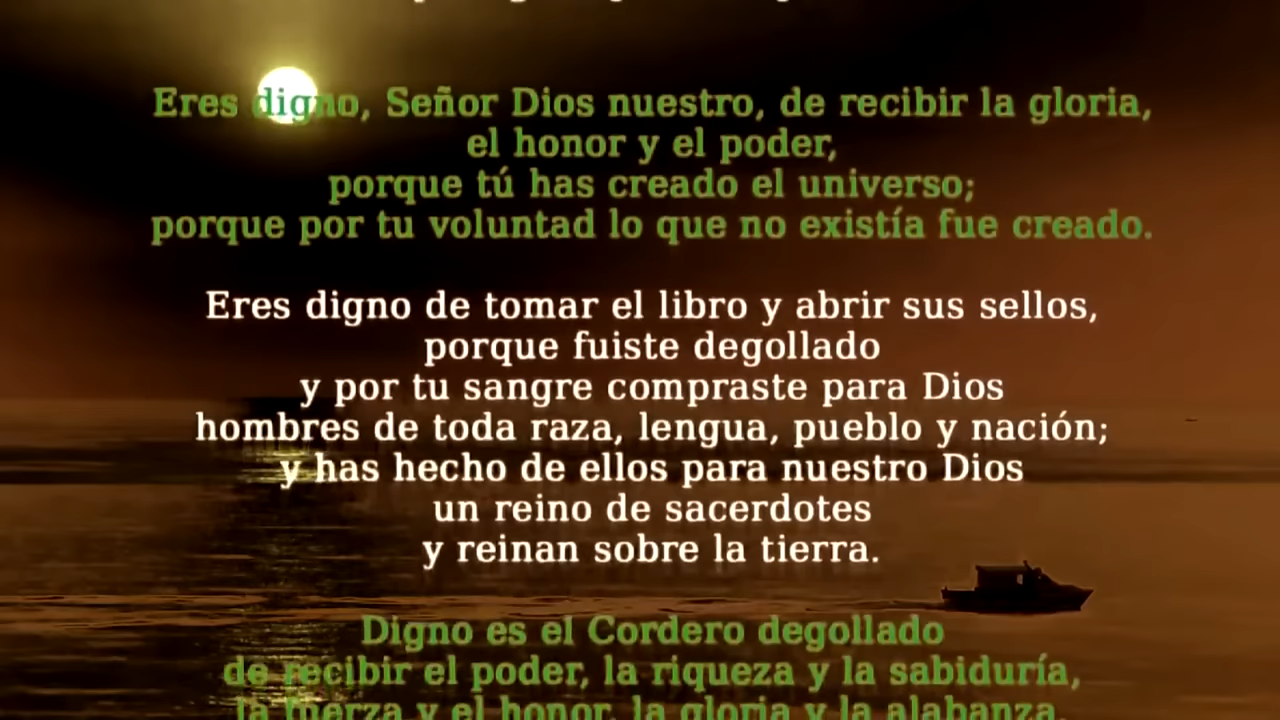 Eres digno, Señor Dios nuestro, de recibir la gloria,
el honor y el poder,
porque tú has creado el universo;
porque por tu voluntad lo que no existía fue creado.
Eres digno de tomar el libro y abrir sus sellos,
porque fuiste degollado
y por tu sangre compraste para Dios
hombres de toda raza, lengua, pueblo y nación;
y has hecho de ellos para nuestro Dios
un reino de sacerdotes
y reinan sobre la tierra.
Digno es el Cordero degollado
de recibir el poder, la riqueza y la sabiduría,
la fuerza y el honor, la gloria y la alabanza.